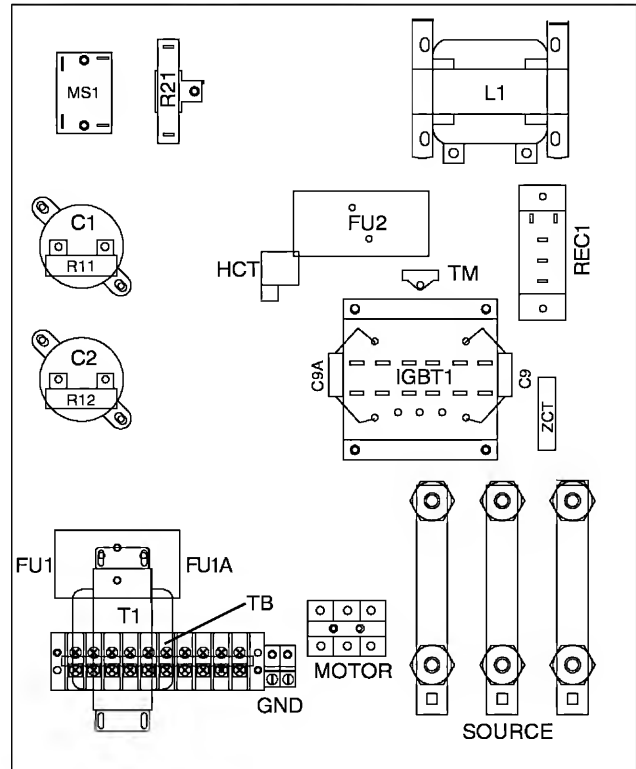 MS1
R21
L1
C1
R11
FU2
HCT
REC1
TM
C2
R12
C9A
IGBT1
C9
ZCT
FU1
FU1A
T1
TB
MOTOR
GND
SOURCE